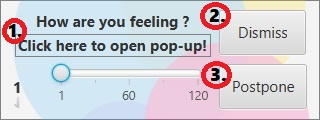 How are you feeling ?
2.
Dismiss
1.
Click here to open pop-up!
3.
Postpone
1
1 60 120